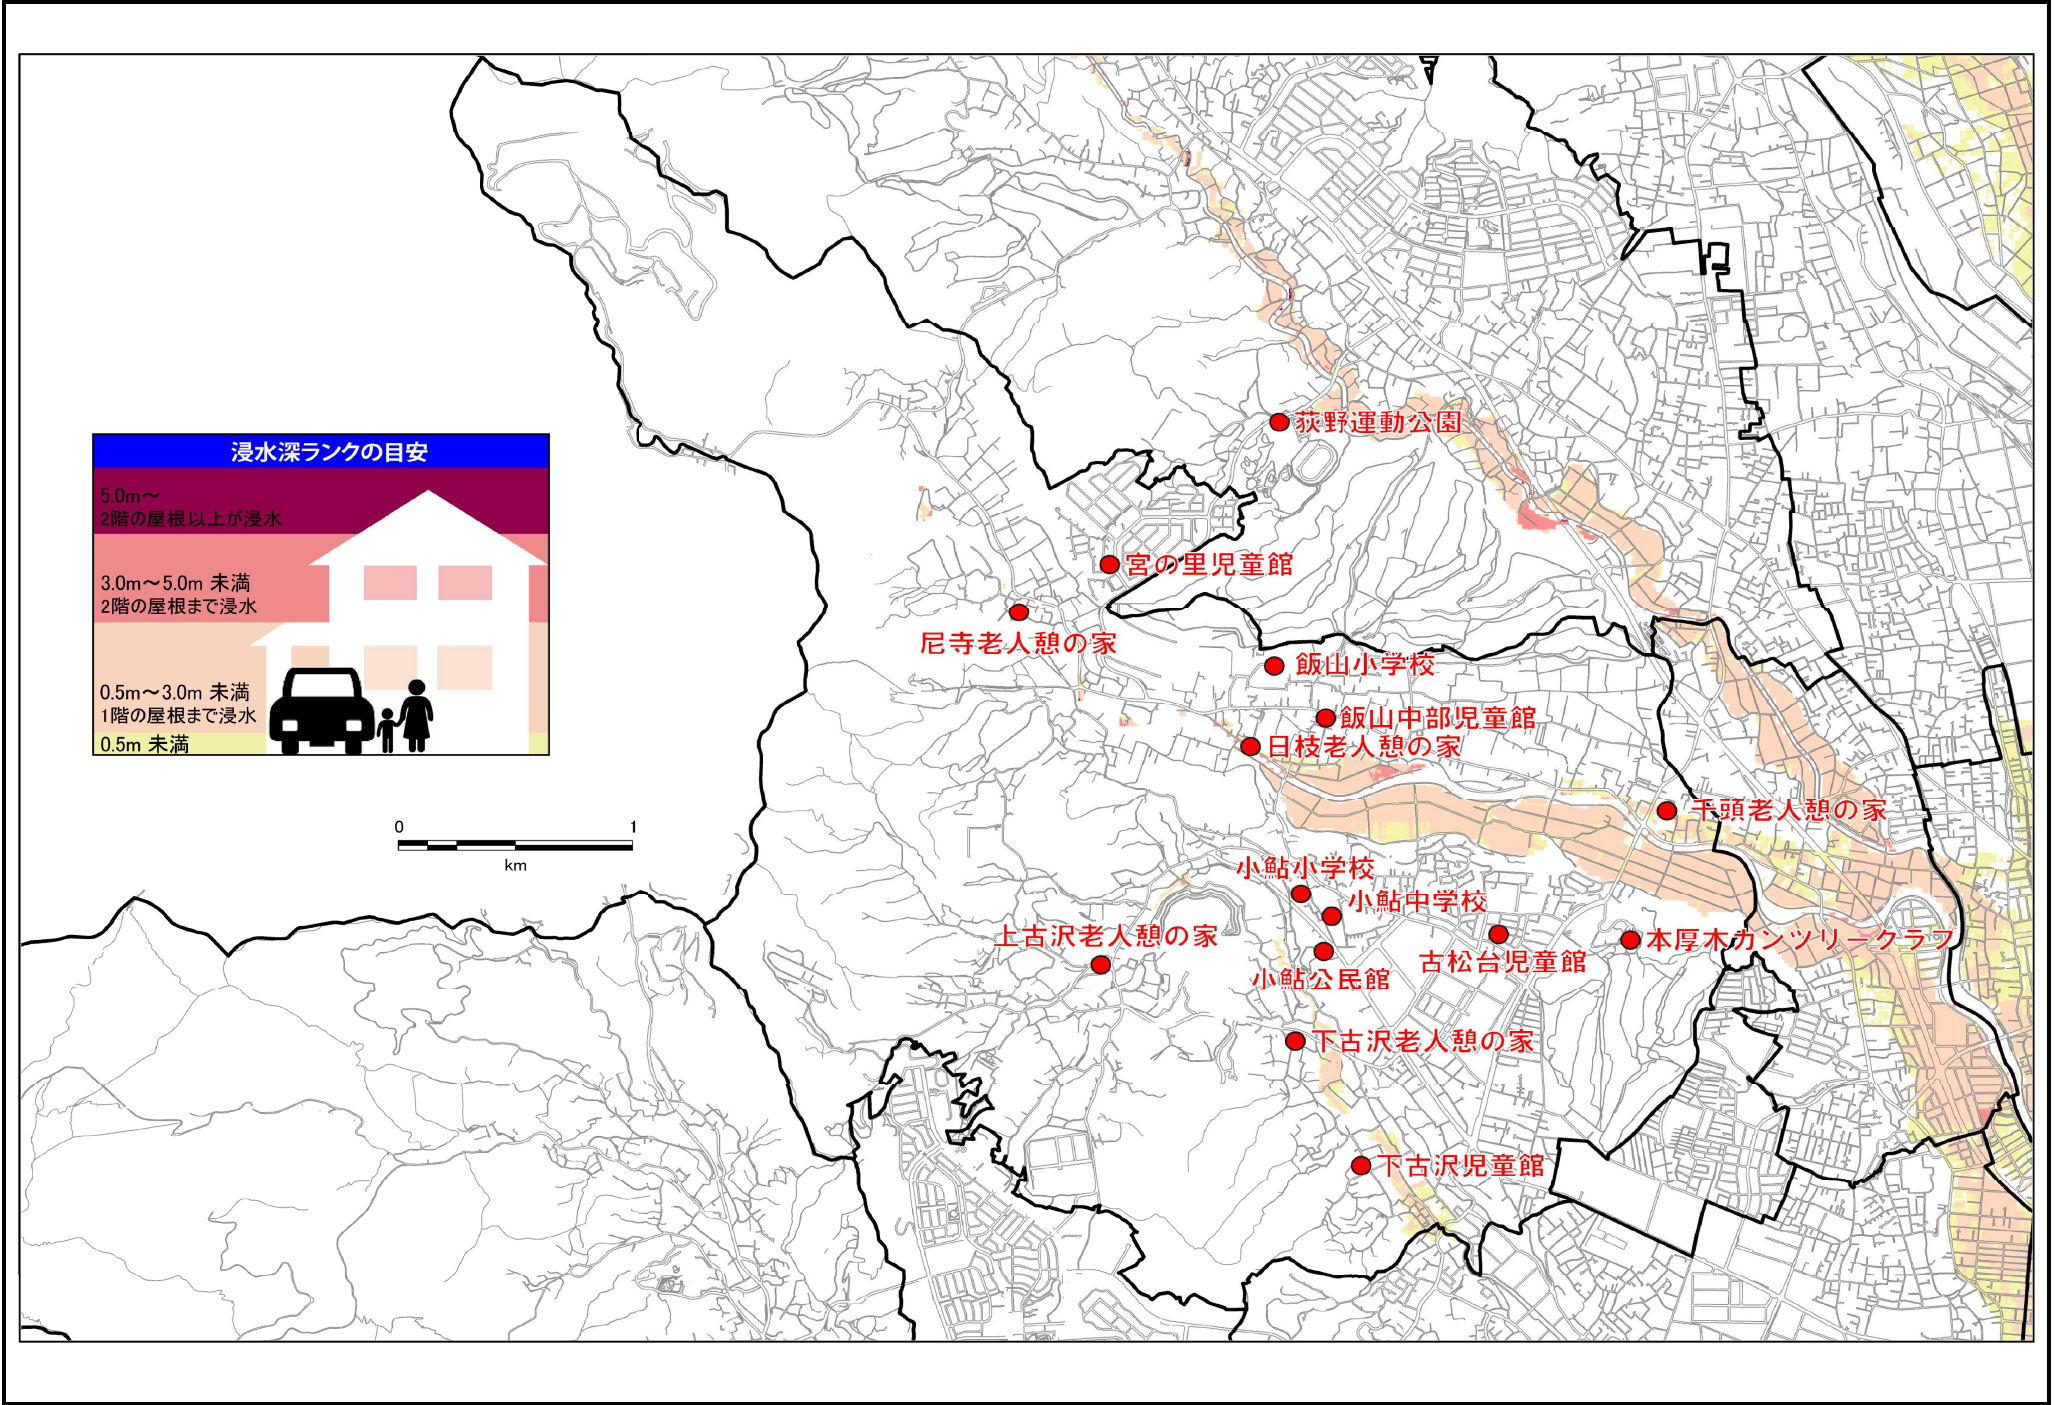 荻野運動公園
浸水深ランクの目安
5.0m～
2階の屋根以上が浸水
3.0m～5.0m 未満
2階の屋根まで浸水
0.5m～3.0m 未満
1階の屋根まで浸水
0.5m 未満
宮の里児童館
尼寺老人憩の家
飯山小学校
飯山中部児童館
日枝老人憩の家
千頭老人憩の家
0 1
km
小鮎小学校
小鮎中学校
上古沢老人憩の家
古松台児童館
本厚木カンツリークラブ
小鮎公民館
下古沢老人憩の家
下古沢児童館